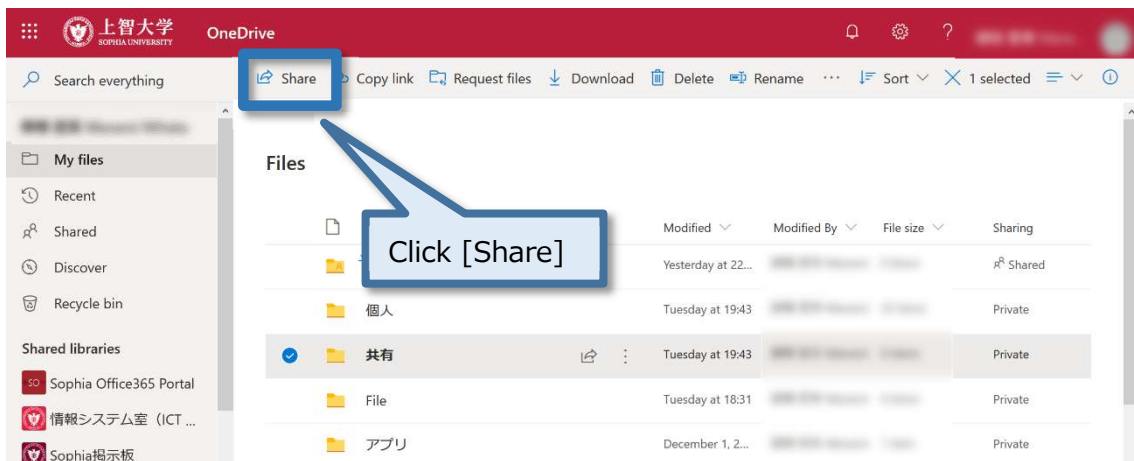 上智大学
SOPHIA UNIVERSITY
OneDrive
?
Search everything
Share
Copy link
Request files
Download
Delete
Rename
...
Sort
1 selected
My files
Recent
Shared
Discover
Recycle bin
Shared libraries
SO Sophia Office365 Portal
情報システム室（ICT ...
Sophia掲示板
Files
Click [Share]
Modified
Modified By
File size
Sharing
Yesterday at 22...
Shared
個人
Tuesday at 19:43
Private
共有
Tuesday at 19:43
Private
File
Tuesday at 18:31
Private
アプリ
December 1, 2...
Private